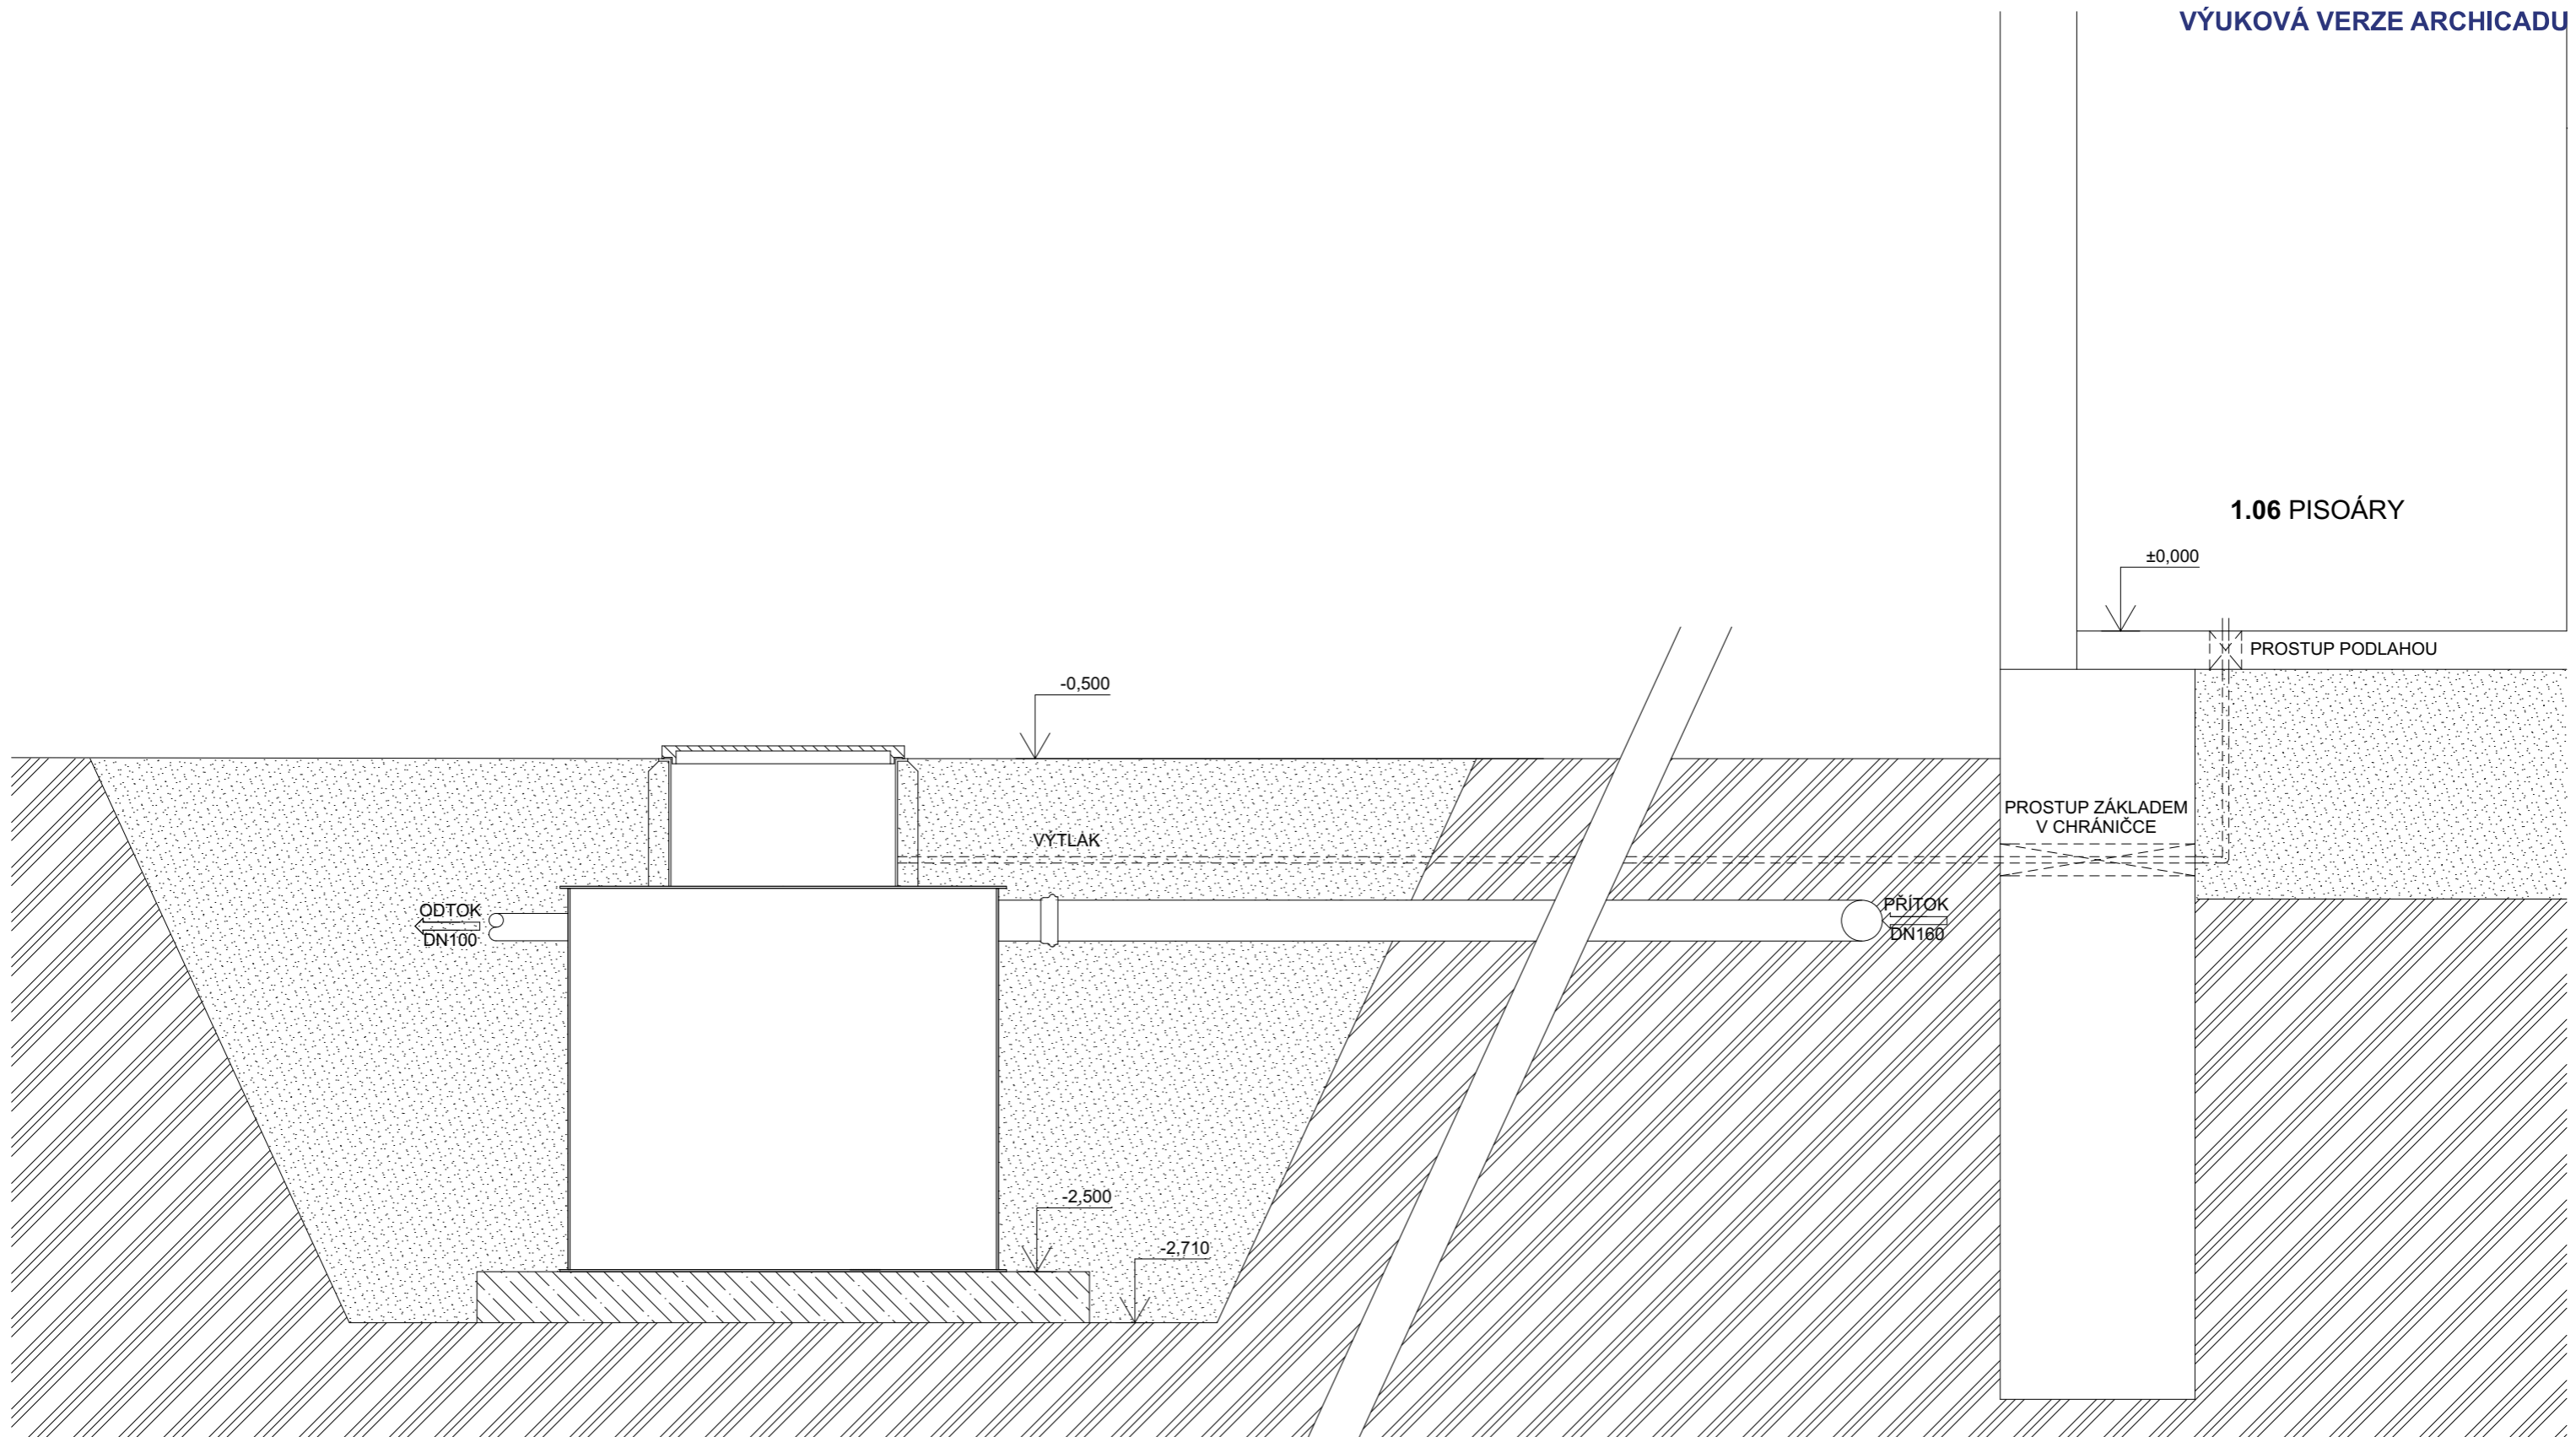 VÝUKOVÁ VERZE ARCHICADU
1.06 PISOÁRY
±0,000
PROSTUP PODLAHOU
-0,500
PROSTUP ZÁKLADEM
V CHRÁNIČCE
VÝTLAK
ODTOK
DN100
PŘÍTOK
DN160
-2,500
-2,710